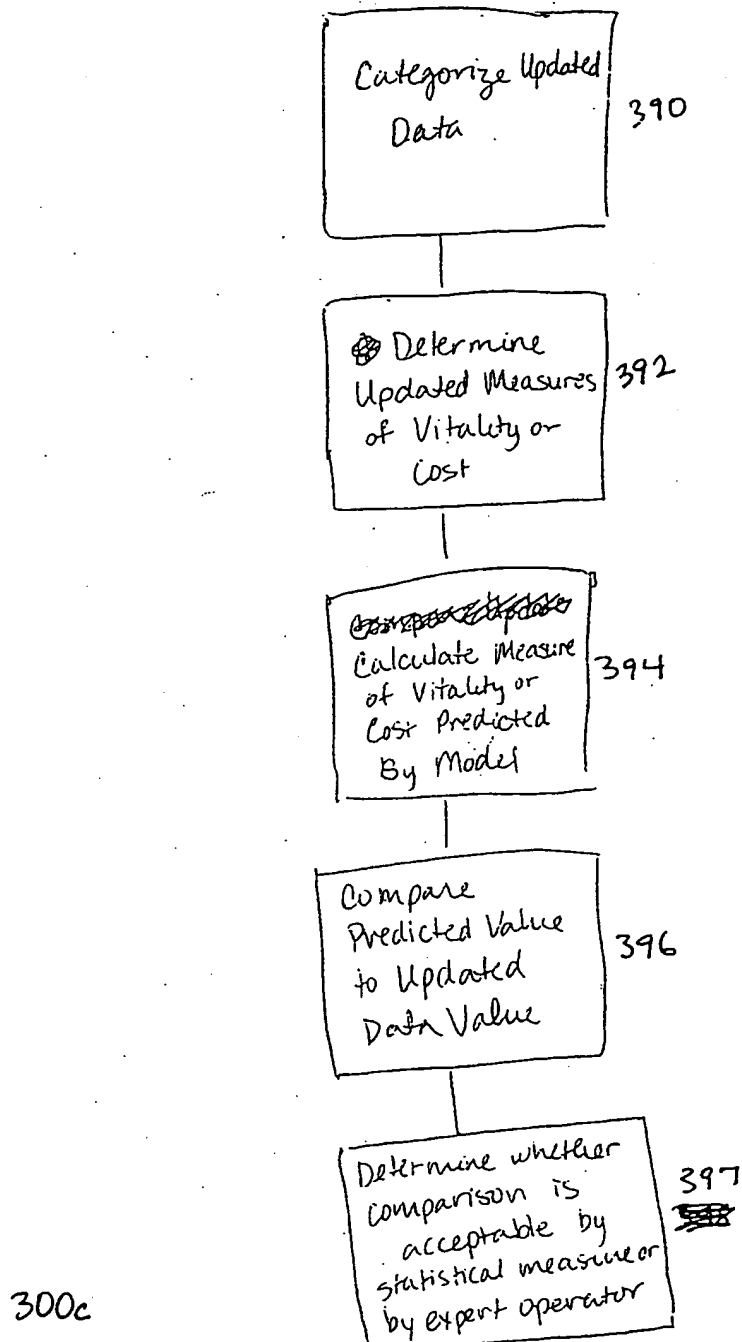 Categorize Updated
Data
390
Determine
Updated Measures
of Vitality or
Cost
392
Calculate Measure
of Vitality or
Cost Predicted
By Model
394
Compare
Predicted Value
to Updated
Data Value
396
Determine whether
comparison is
acceptable by
statistical measure or
by expert operator
397
300c